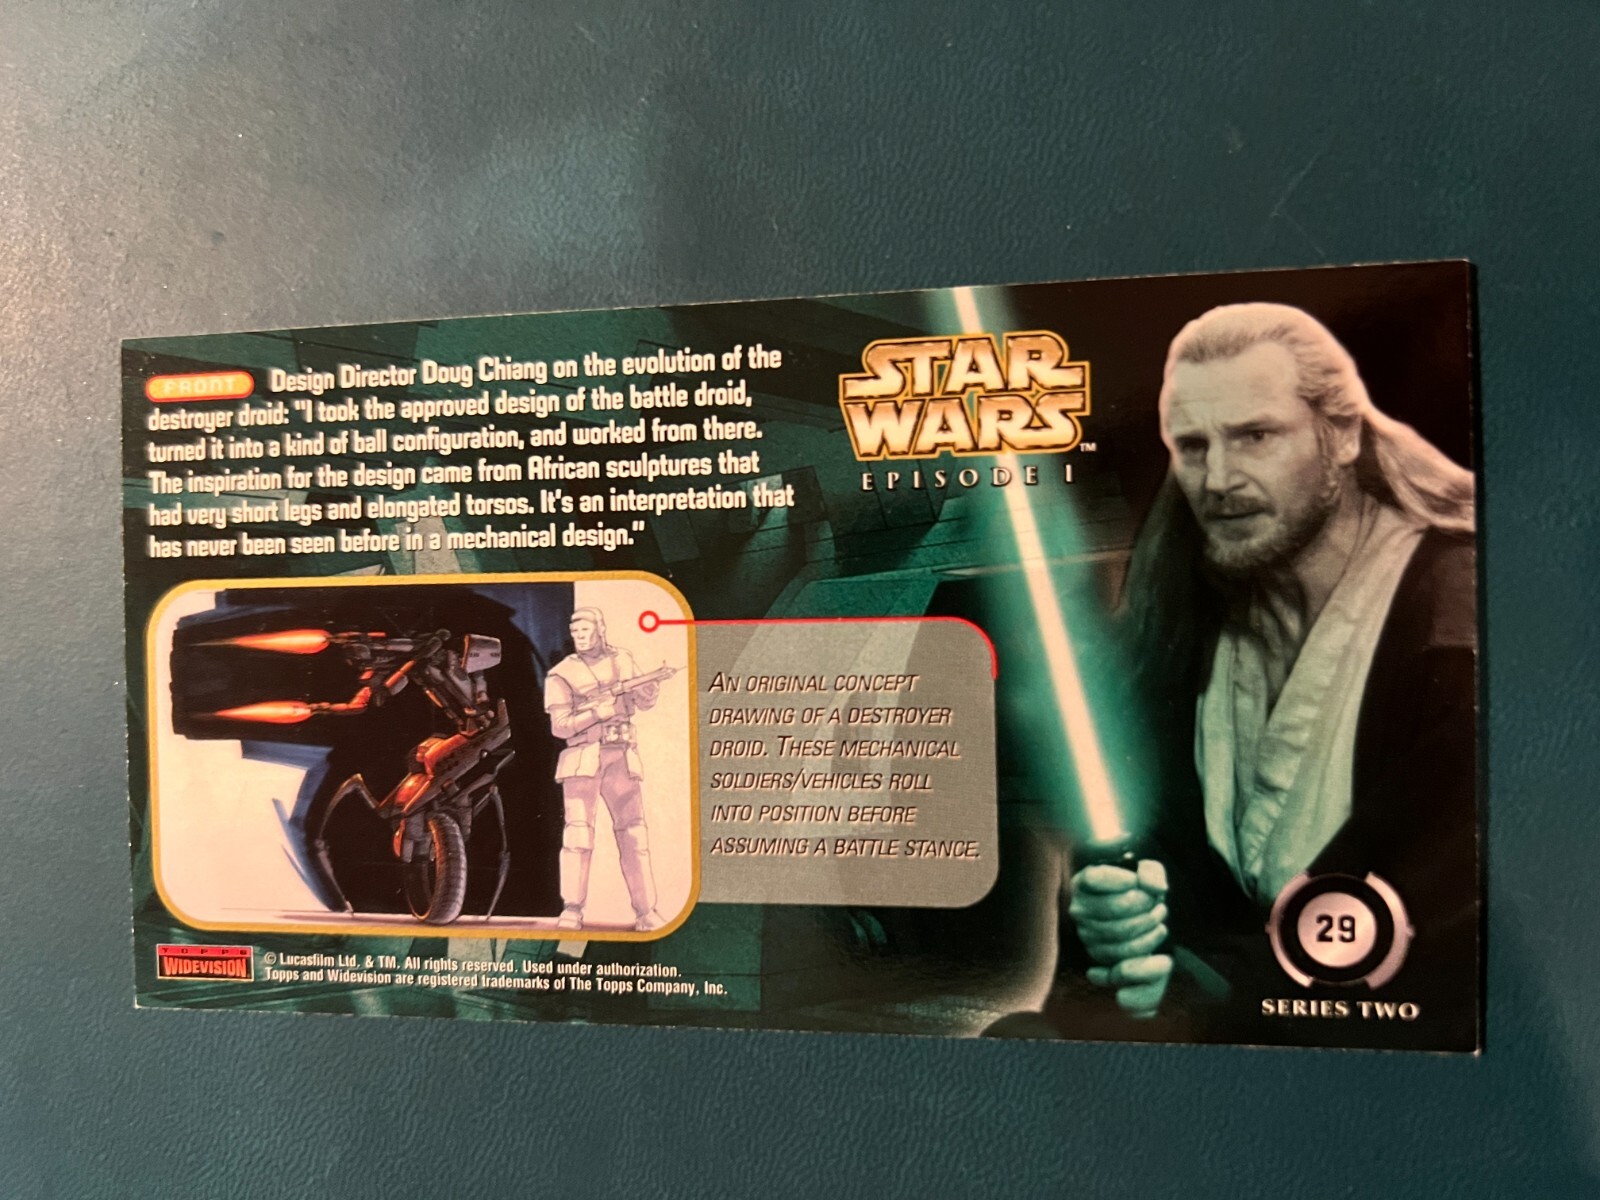 FRONT Design Director Doug Chiang on the evolution of the
destroyer droid: "I took the approved design of the battle droid,
turned it into a kind of ball configuration, and worked from there.
The inspiration for the design came from African sculptures that
had very short legs and elongated torsos. It's an interpretation that
has never been seen before in a mechanical design."
STAR
WARS™
EPISODE I
AN ORIGINAL CONCEPT
DRAWING OF A DESTROYER
DROID. THESE MECHANICAL
SOLDIERS/VEHICLES ROLL
INTO POSITION BEFORE
ASSUMING A BATTLE STANCE.
TOPPS
WIDEVISION
© Lucasfilm Ltd. & TM. All rights reserved. Used under authorization.
Topps and Widevision are registered trademarks of The Topps Company, Inc.
29
SERIES TWO